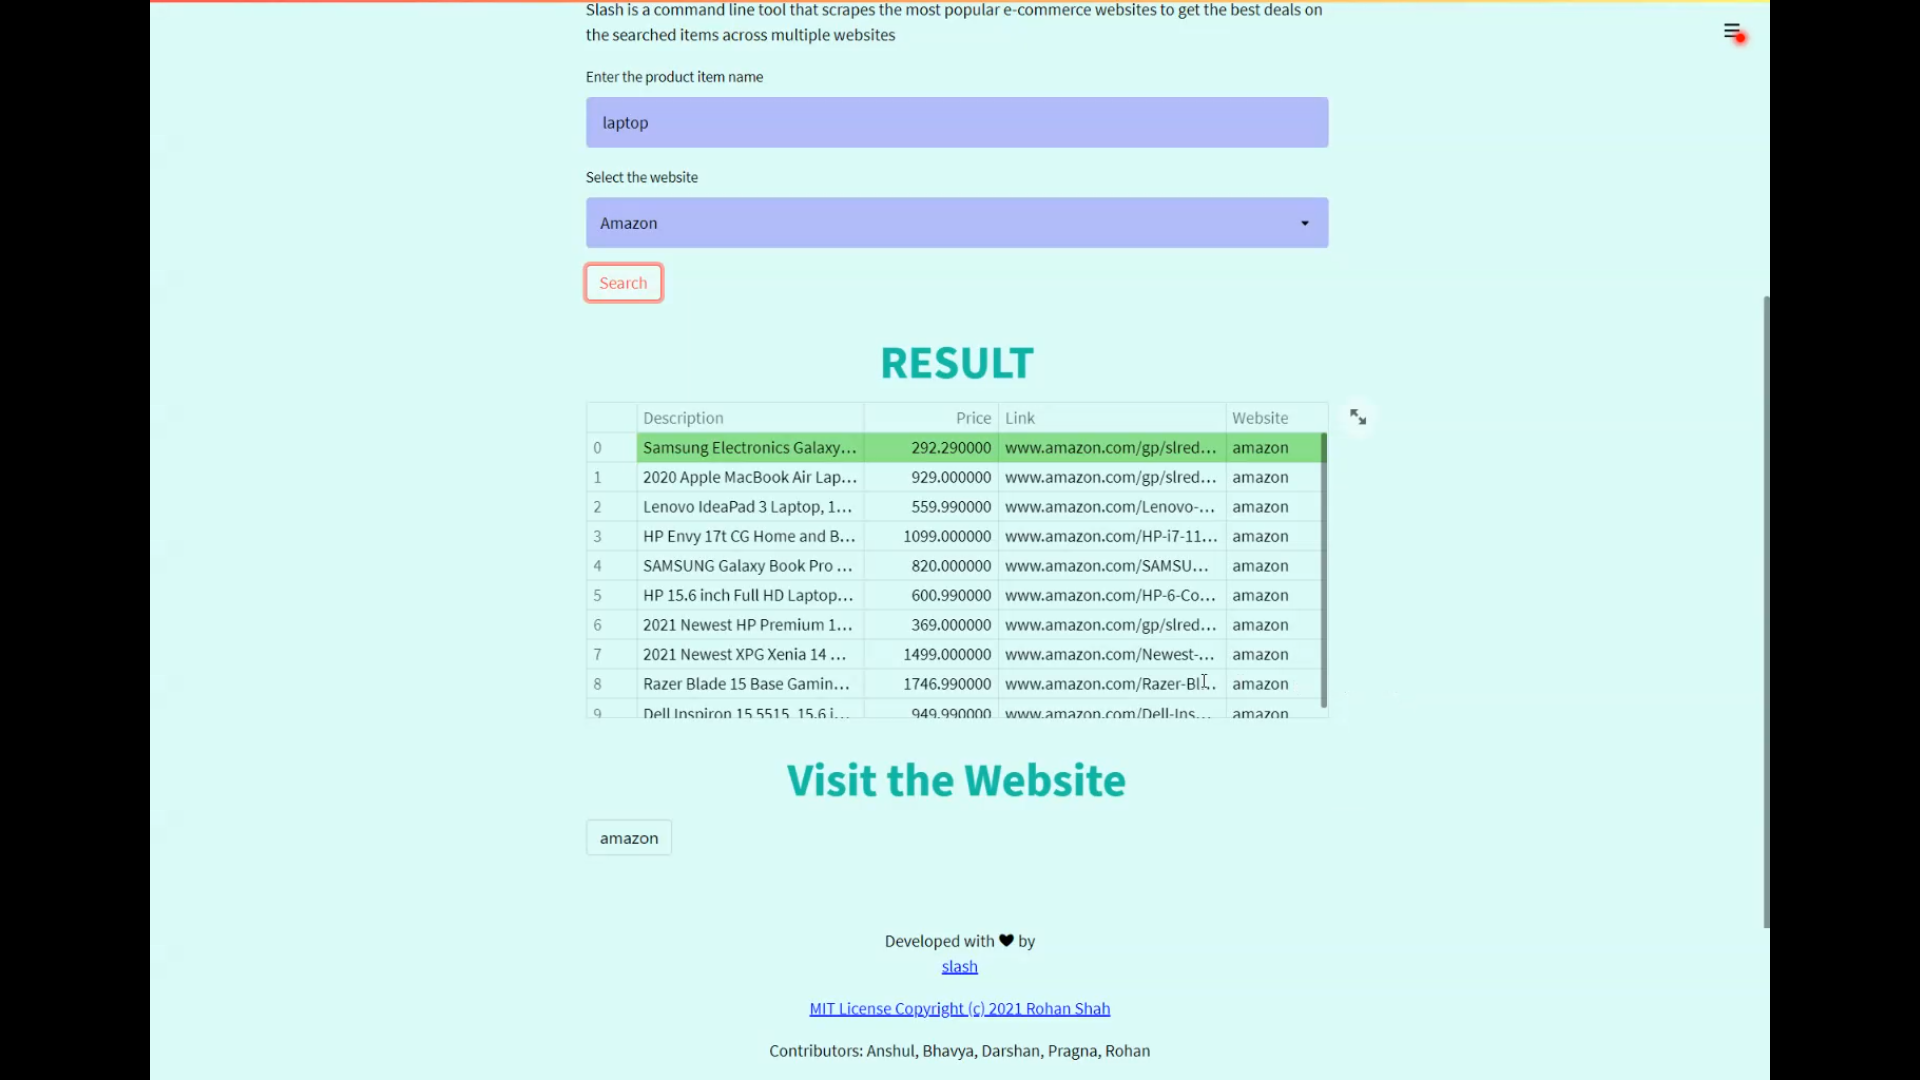 Slash is a command line tool that scrapes the most popular e-commerce websites to get the best deals on
the searched items across multiple websites
Enter the product item name
laptop
Select the website
Amazon
Search
RESULT
Description Price Link Website
0 Samsung Electronics Galaxy... 292.290000 www.amazon.com/gp/slred... amazon
1 2020 Apple MacBook Air Lap... 929.000000 www.amazon.com/gp/slred... amazon
2 Lenovo IdeaPad 3 Laptop, 1... 559.990000 www.amazon.com/Lenovo-... amazon
3 HP Envy 17t CG Home and B... 1099.000000 www.amazon.com/HP-i7-11... amazon
4 SAMSUNG Galaxy Book Pro ... 820.000000 www.amazon.com/SAMSU... amazon
5 HP 15.6 inch Full HD Laptop... 600.990000 www.amazon.com/HP-6-Co... amazon
6 2021 Newest HP Premium 1... 369.000000 www.amazon.com/gp/slred... amazon
7 2021 Newest XPG Xenia 14 ... 1499.000000 www.amazon.com/Newest-... amazon
8 Razer Blade 15 Base Gamin... 1746.990000 www.amazon.com/Razer-Bl... amazon
9 Dell Inspiron 15 5515, 15.6 i... 949.990000 www.amazon.com/Dell-Ins... amazon
Visit the Website
amazon
Developed with ♥ by
slash
MIT License Copyright (c) 2021 Rohan Shah
Contributors: Anshul, Bhavya, Darshan, Pragna, Rohan